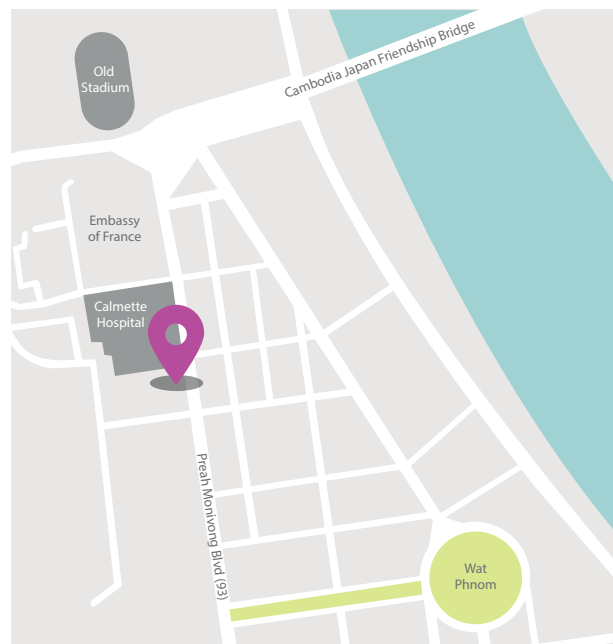 Old
Stadium
Cambodia Japan Friendship Bridge
Embassy
of France
Calmette
Hospital
Preah Monivong Blvd (93)
Wat
Phnom